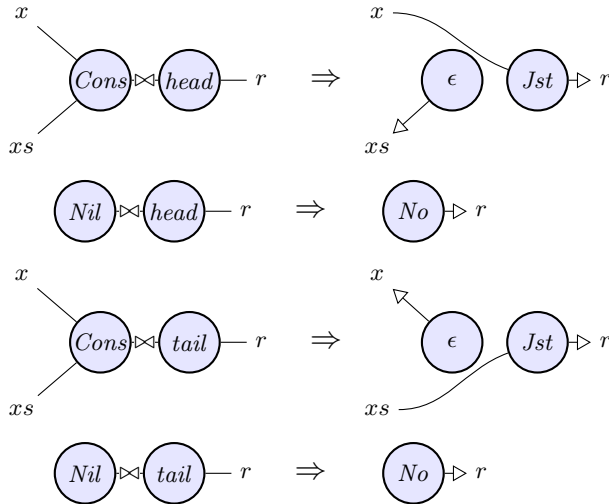 x x
Cons head r ⇒ ϵ Jst r
xs xs
Nil head r ⇒ No r
x x
Cons tail r ⇒ ϵ Jst r
xs xs
Nil tail r ⇒ No r